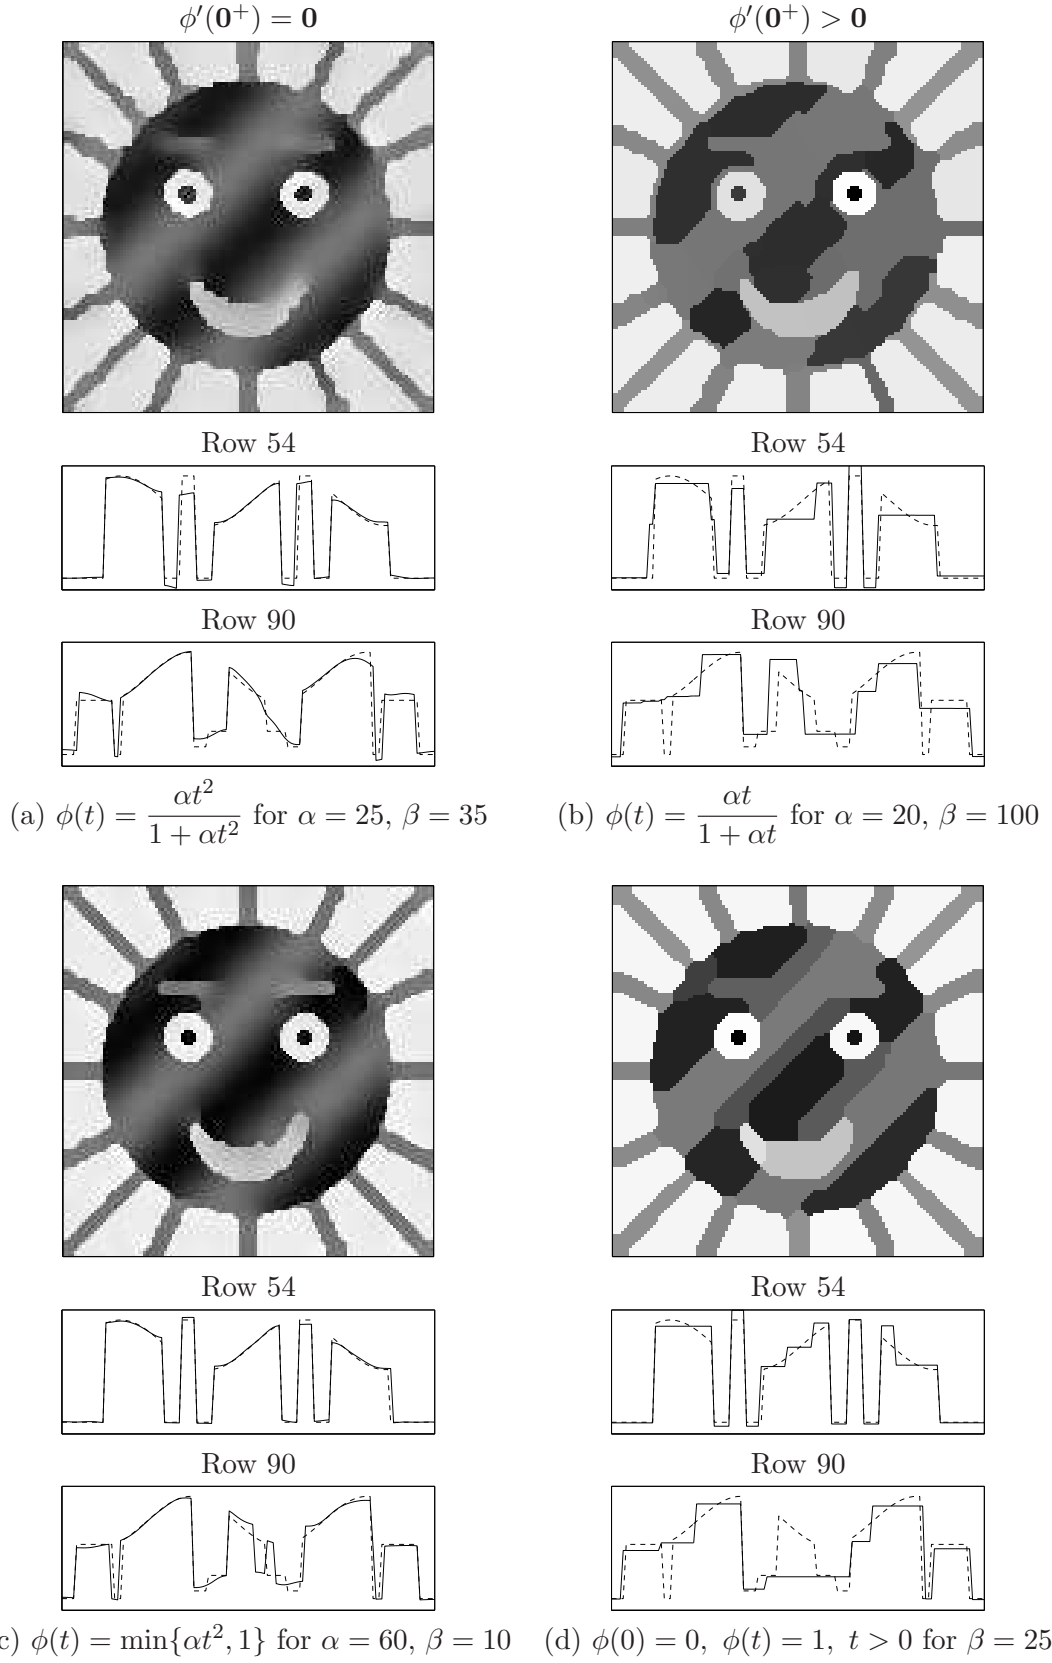 ϕ′(0⁺) = 0
ϕ′(0⁺) > 0
Row 54
Row 54
Row 90
Row 90
(a) ϕ(t) = αt² / (1 + αt²) for α = 25, β = 35
(b) ϕ(t) = αt / (1 + αt) for α = 20, β = 100
Row 54
Row 54
Row 90
Row 90
c) ϕ(t) = min{αt², 1} for α = 60, β = 10
(d) ϕ(0) = 0, ϕ(t) = 1, t > 0 for β = 25